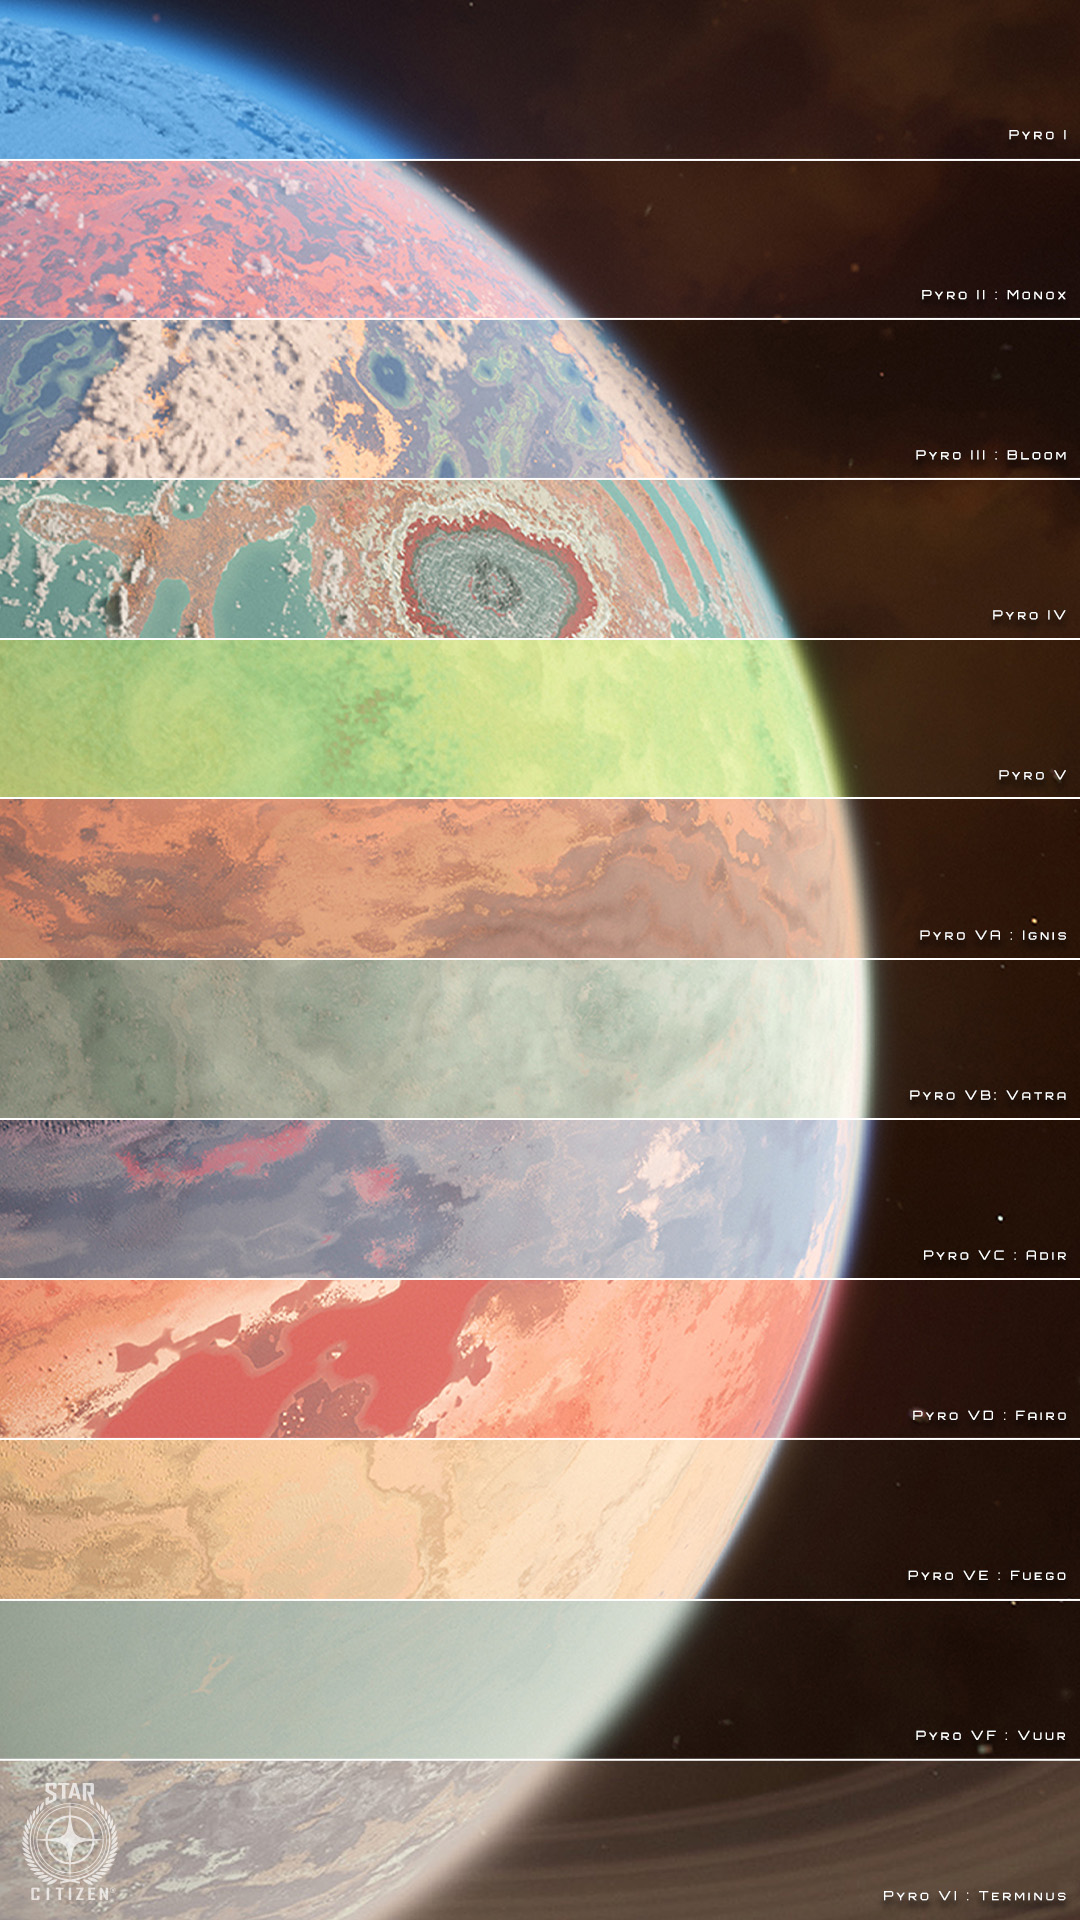 Pyro I
Pyro II : Monox
Pyro III : Bloom
Pyro IV
Pyro V
Pyro VA : Ignis
Pyro VB: Vatra
Pyro VC : Adir
Pyro VD : Fairo
Pyro VE : Fuego
Pyro VF : Vuur
STAR
CITIZEN
Pyro VI : Terminus